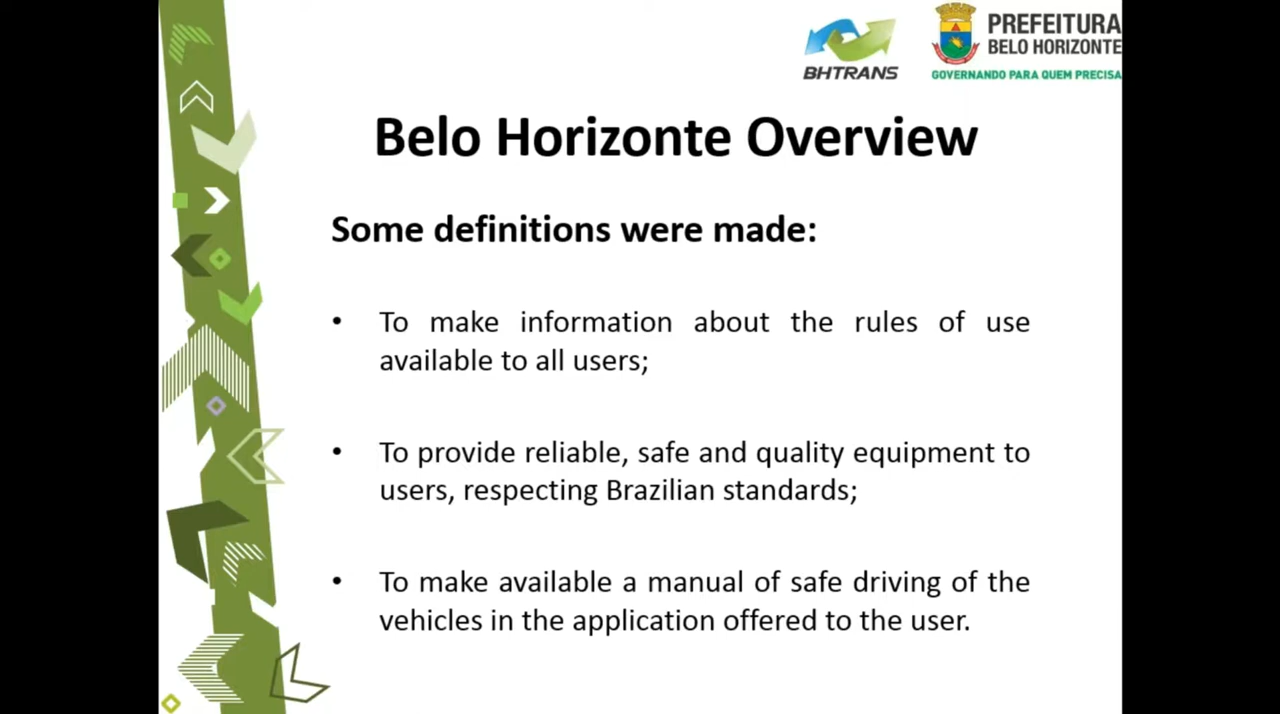 BHTRANS
PREFEITURA
BELO HORIZONTE
GOVERNANDO PARA QUEM PRECISA
Belo Horizonte Overview
Some definitions were made:
• To make information about the rules of use
available to all users;
• To provide reliable, safe and quality equipment to
users, respecting Brazilian standards;
• To make available a manual of safe driving of the
vehicles in the application offered to the user.